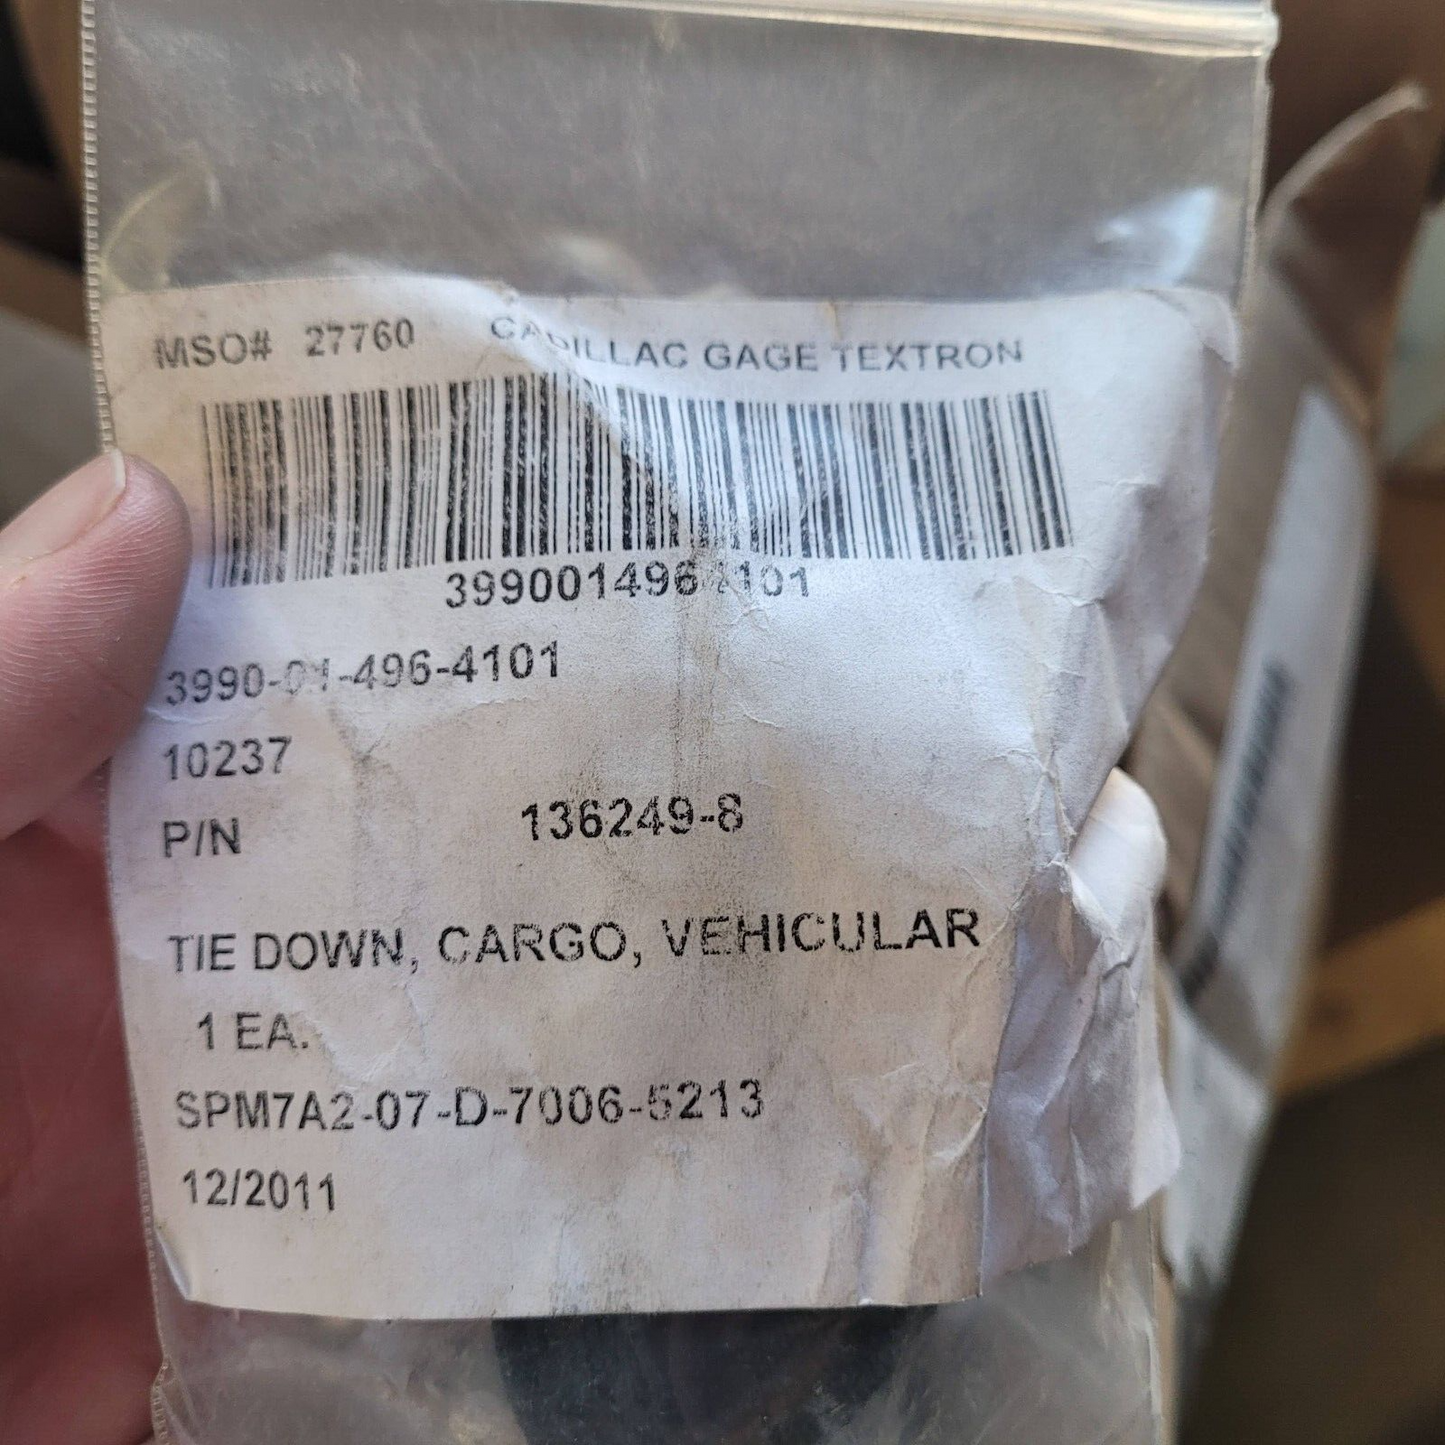 MSO# 27760 CADILLAC GAGE TEXTRON
3990014964101
3990-01-496-4101
10237
P/N 136249-8
TIE DOWN, CARGO, VEHICULAR
1 EA.
SPM7A2-07-D-7006-5213
12/2011